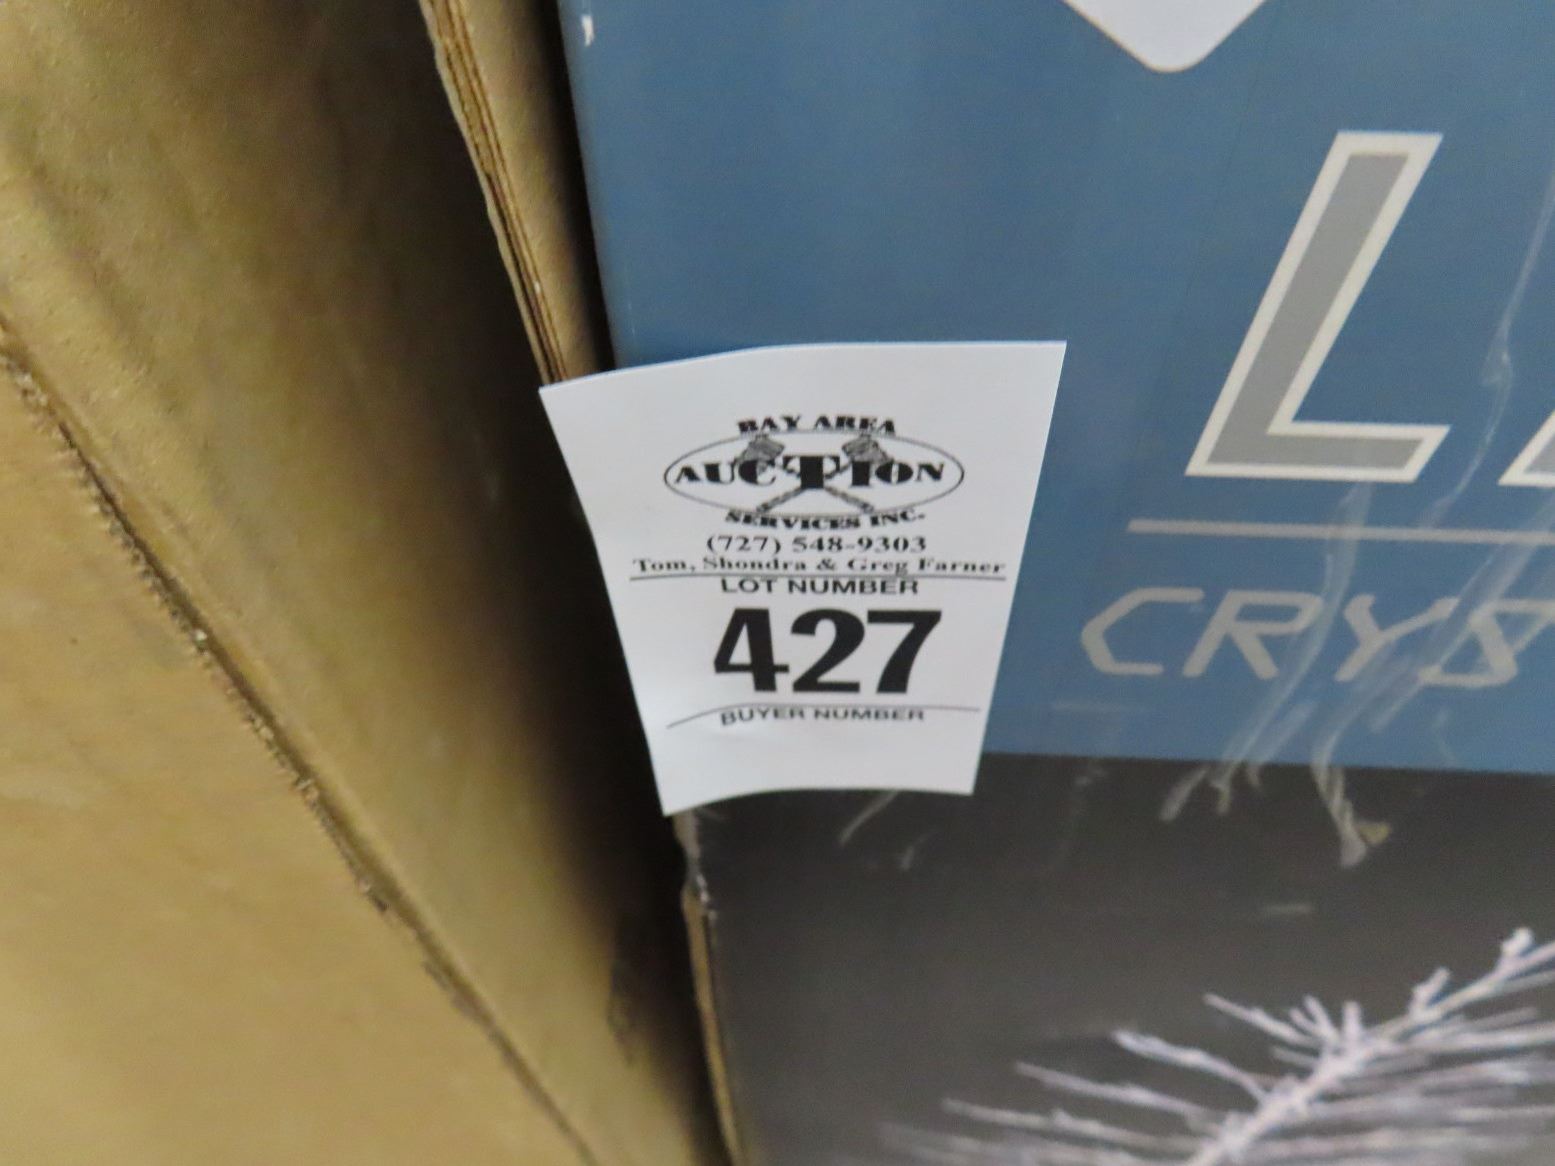 BAY AREA
AUCTION
SERVICES INC.
(727) 548-9303
Tom, Shondra & Greg Farner
LOT NUMBER
427
BUYER NUMBER
L
CRYS